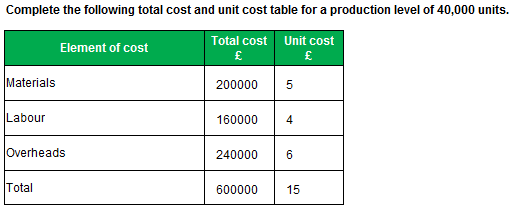 Complete the following total cost and unit cost table for a production level of 40,000 units.
Element of cost Total cost £ Unit cost £
Materials 200000 5
Labour 160000 4
Overheads 240000 6
Total 600000 15